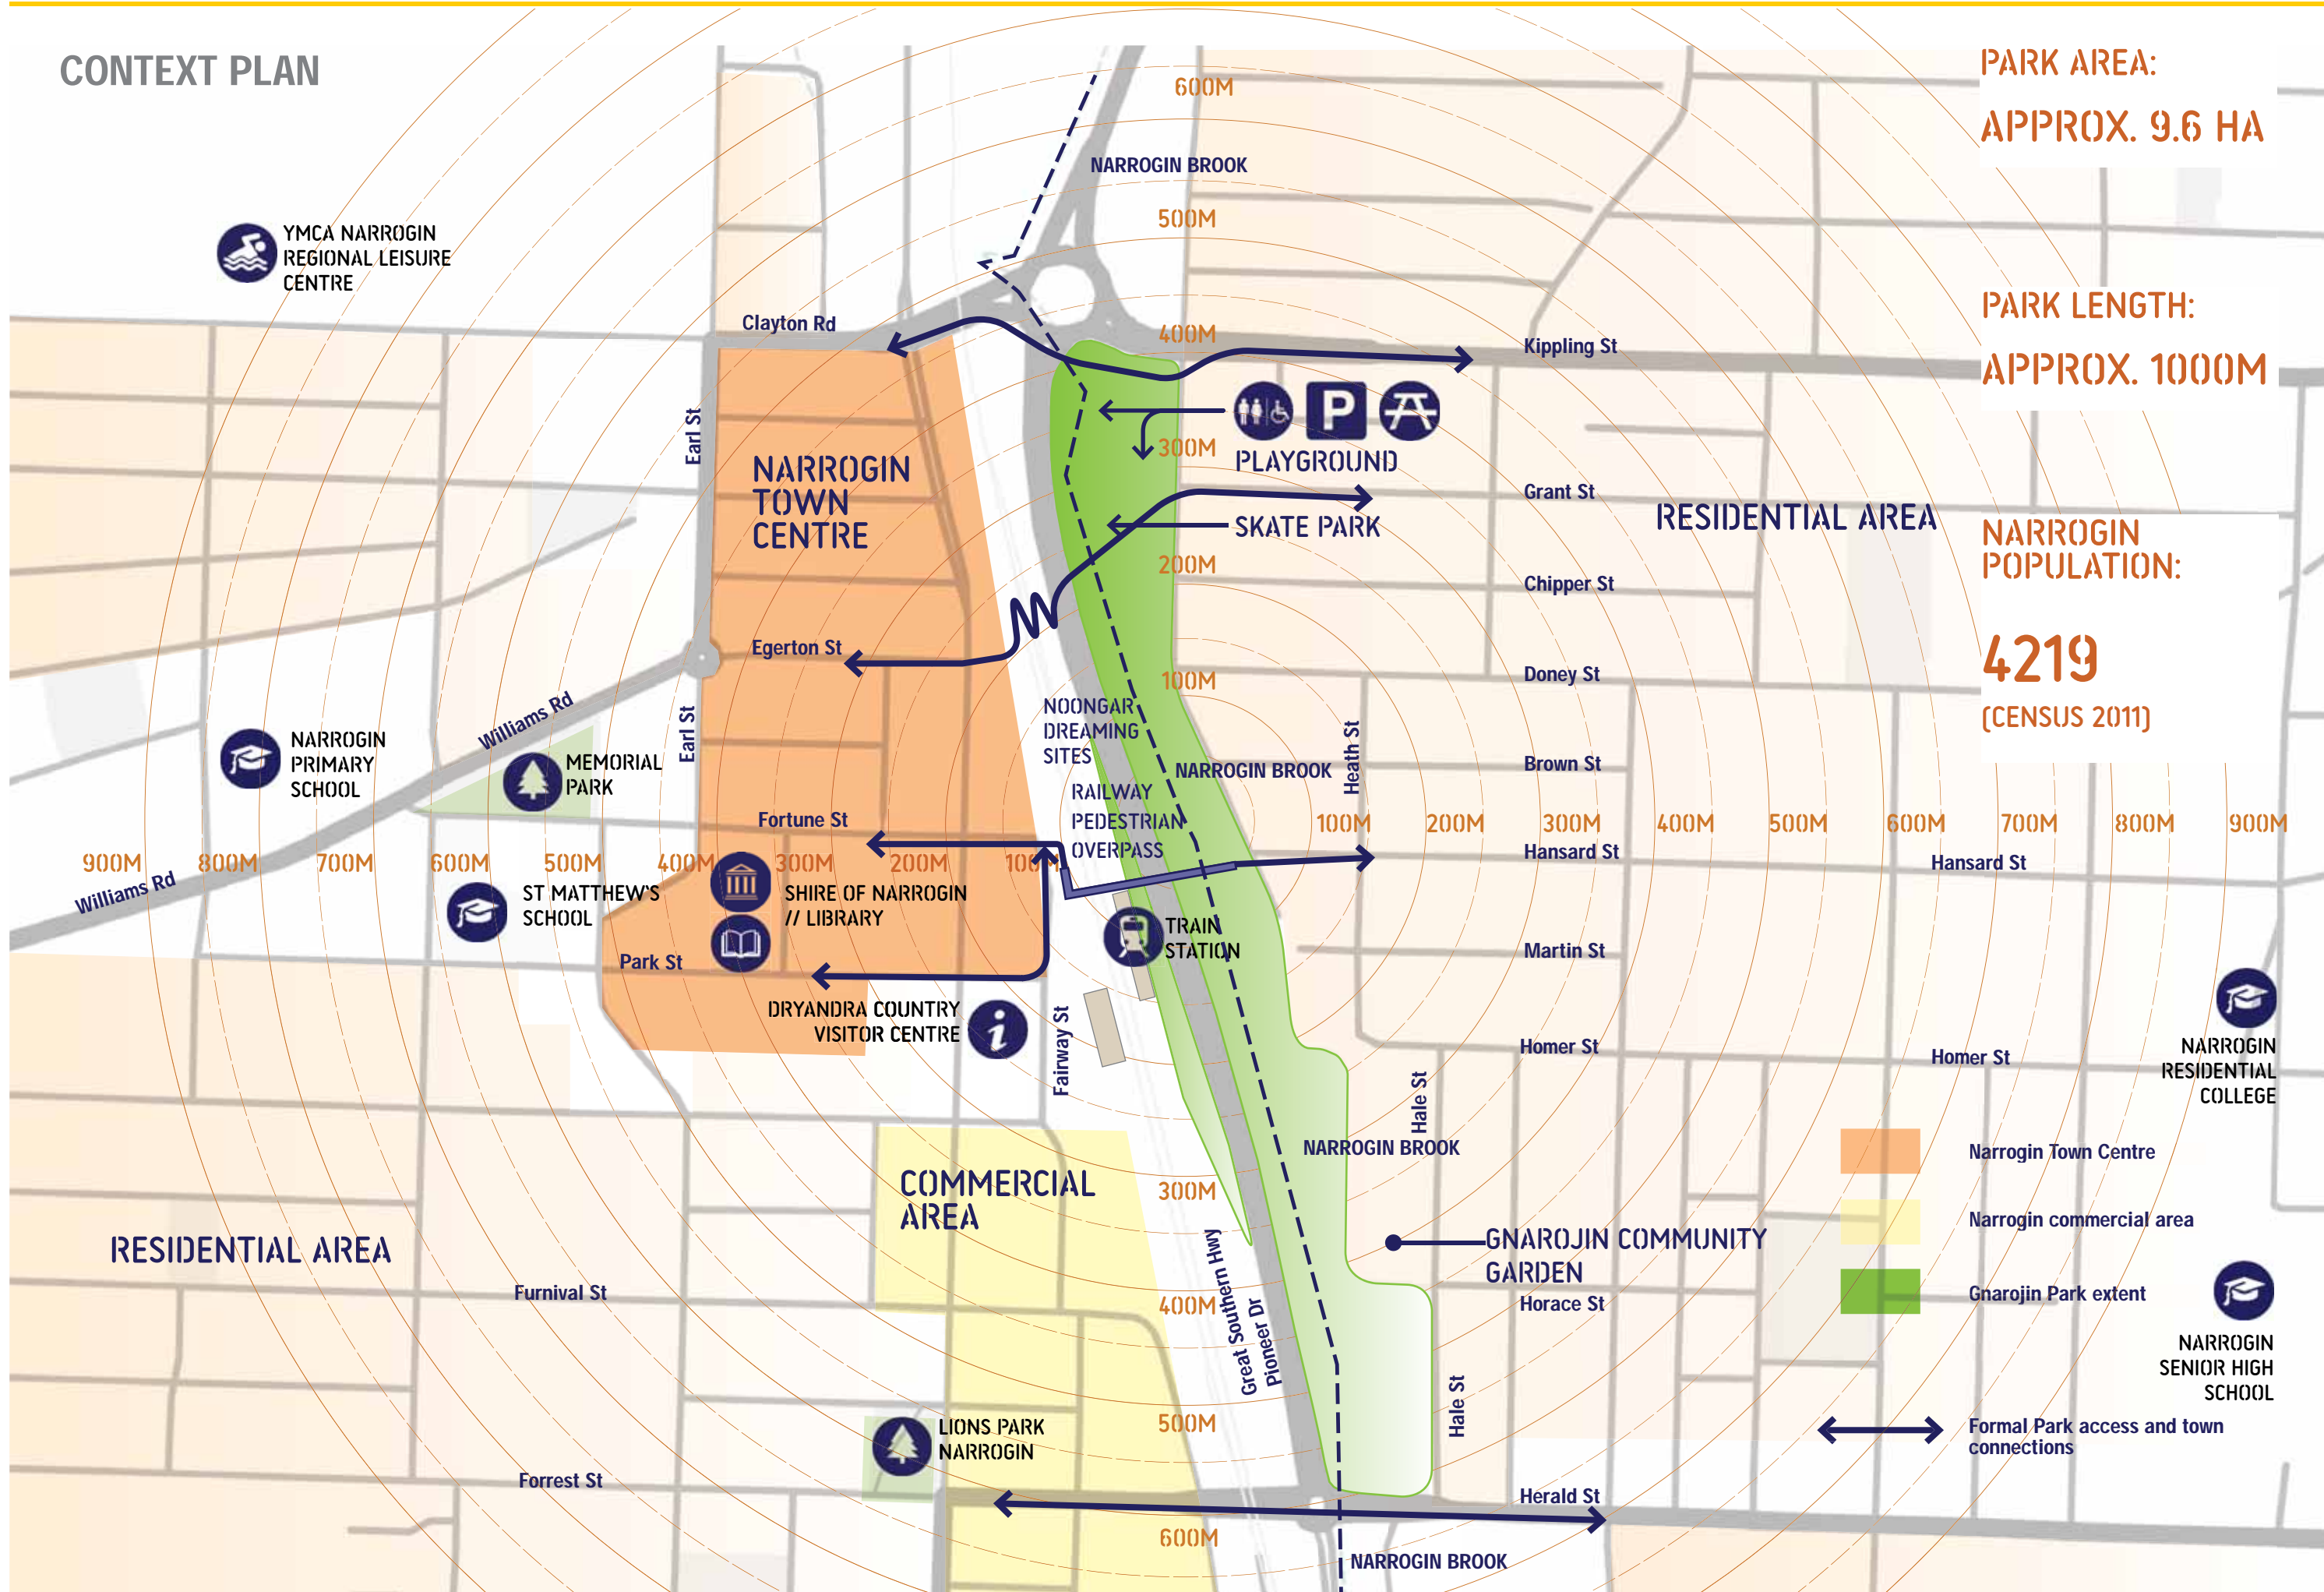 CONTEXT PLAN
PARK AREA:
APPROX. 9.6 HA
PARK LENGTH:
APPROX. 1000M
NARROGIN
POPULATION:
4219
(CENSUS 2011)
600M
NARROGIN BROOK
500M
400M
300M
200M
100M
YMCA NARROGIN
REGIONAL LEISURE
CENTRE
Clayton Rd
Kippling St
Earl St
NARROGIN
TOWN
CENTRE
P
PLAYGROUND
SKATE PARK
Grant St
RESIDENTIAL AREA
Chipper St
Egerton St
Doney St
Williams Rd
Earl St
NOONGAR
DREAMING
SITES
NARROGIN BROOK
Heath St
Brown St
NARROGIN
PRIMARY
SCHOOL
MEMORIAL
PARK
RAILWAY
PEDESTRIAN
OVERPASS
Fortune St
100M
200M
300M
400M
500M
600M
700M
800M
900M
900M
800M
700M
600M
500M
400M
300M
200M
100M
Hansard St
Hansard St
Williams Rd
ST MATTHEW'S
SCHOOL
SHIRE OF NARROGIN
// LIBRARY
TRAIN
STATION
Martin St
Park St
DRYANDRA COUNTRY
VISITOR CENTRE
i
Fairway St
Homer St
Homer St
NARROGIN
RESIDENTIAL
COLLEGE
Hale St
NARROGIN BROOK
COMMERCIAL
AREA
300M
RESIDENTIAL AREA
GNAROJIN COMMUNITY
GARDEN
Furnival St
400M
Great Southern Hwy
Pioneer Dr
Horace St
Narrogin Town Centre
Narrogin commercial area
Gnarojin Park extent
NARROGIN
SENIOR HIGH
SCHOOL
Formal Park access and town
connections
Hale St
500M
LIONS PARK
NARROGIN
Forrest St
Herald St
600M
NARROGIN BROOK